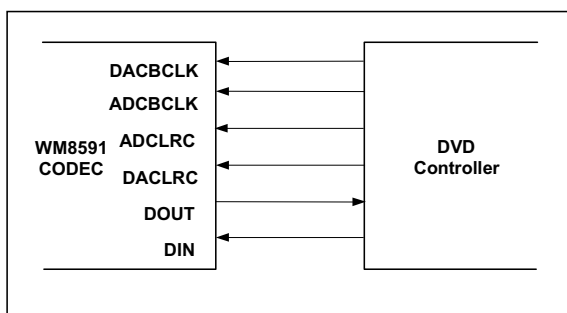 DACBCLK
ADCBCLK
ADCLRC
WM8591
CODEC
DACLRC
DOUT
DIN
DVD
Controller